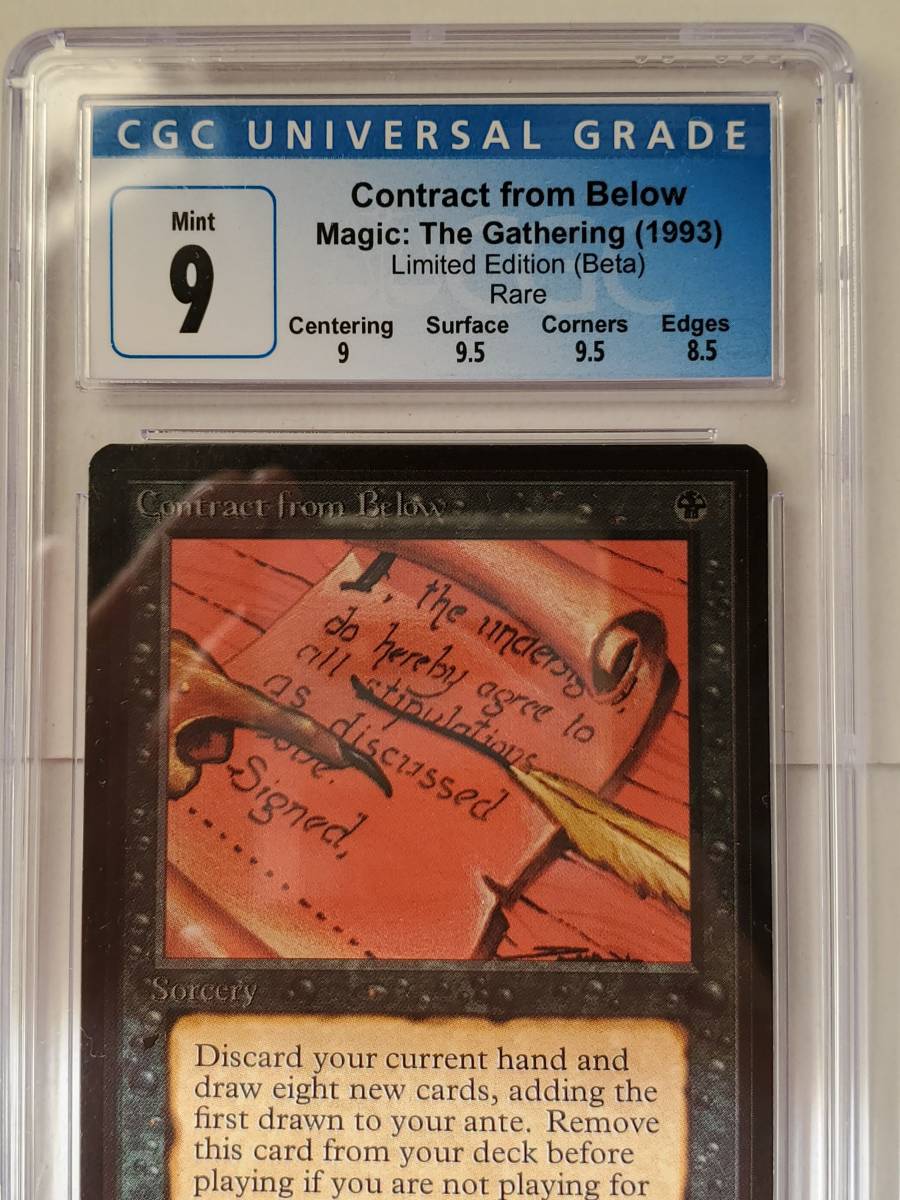 CGC UNIVERSAL GRADE
Mint
9
Contract from Below
Magic: The Gathering (1993)
Limited Edition (Beta)
Rare
Centering Surface Corners Edges
9 9.5 9.5 8.5
Contract from Below
I, the undersig
do hereby agree to
all stipulations
as discussed
Signed,
Sorcery
Discard your current hand and
draw eight new cards, adding the
first drawn to your ante. Remove
this card from your deck before
playing if you are not playing for